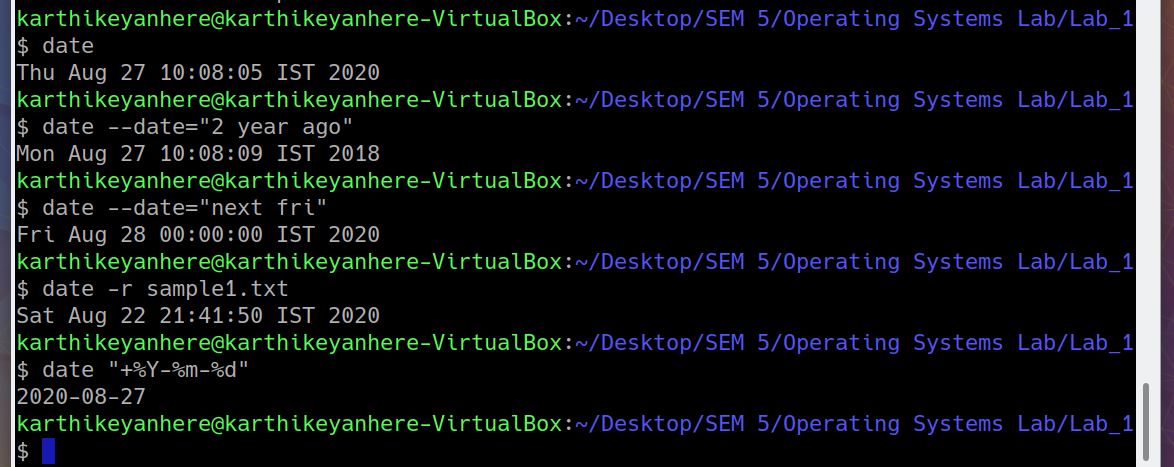 karthikeyanhere@karthikeyanhere-VirtualBox:~/Desktop/SEM 5/Operating Systems Lab/Lab_1
$ date
Thu Aug 27 10:08:05 IST 2020
karthikeyanhere@karthikeyanhere-VirtualBox:~/Desktop/SEM 5/Operating Systems Lab/Lab_1
$ date --date="2 year ago"
Mon Aug 27 10:08:09 IST 2018
karthikeyanhere@karthikeyanhere-VirtualBox:~/Desktop/SEM 5/Operating Systems Lab/Lab_1
$ date --date="next fri"
Fri Aug 28 00:00:00 IST 2020
karthikeyanhere@karthikeyanhere-VirtualBox:~/Desktop/SEM 5/Operating Systems Lab/Lab_1
$ date -r sample1.txt
Sat Aug 22 21:41:50 IST 2020
karthikeyanhere@karthikeyanhere-VirtualBox:~/Desktop/SEM 5/Operating Systems Lab/Lab_1
$ date "+%Y-%m-%d"
2020-08-27
karthikeyanhere@karthikeyanhere-VirtualBox:~/Desktop/SEM 5/Operating Systems Lab/Lab_1
$